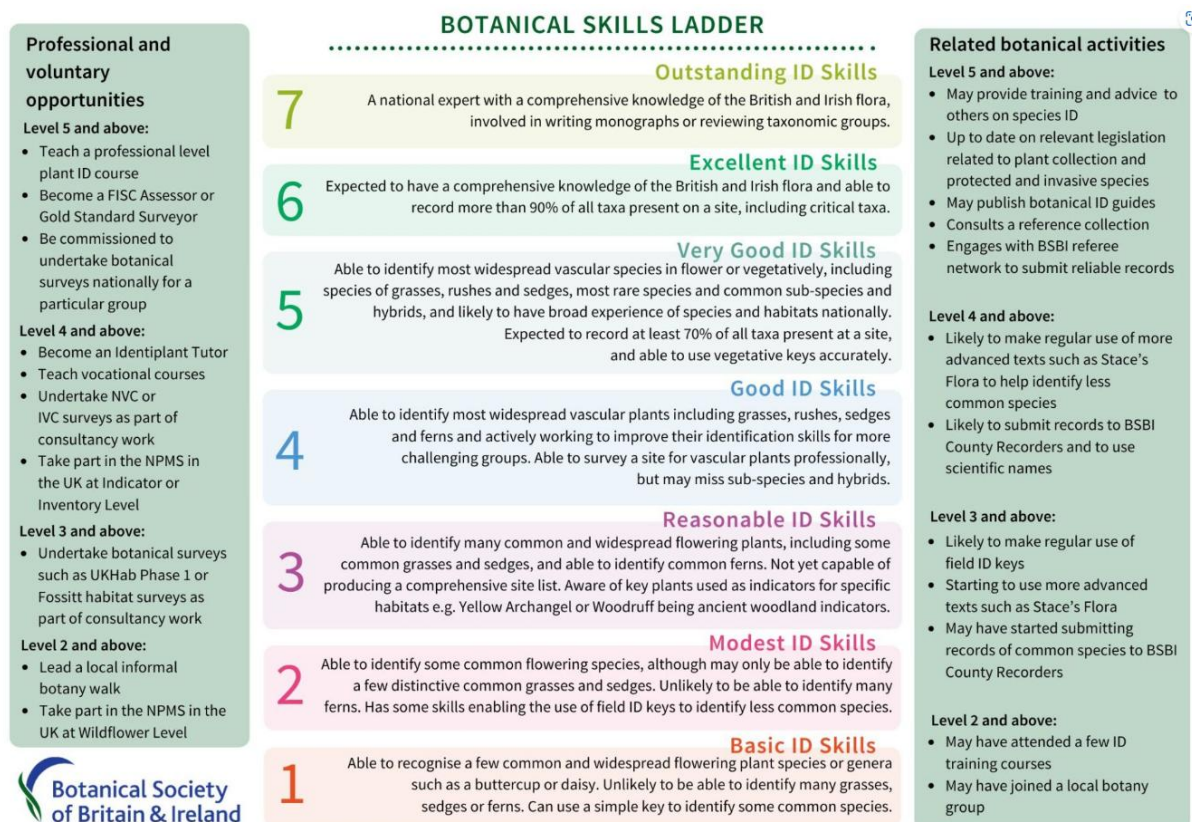 BOTANICAL SKILLS LADDER
Professional and
voluntary
opportunities
Level 5 and above:
• Teach a professional level
plant ID course
• Become a FISC Assessor or
Gold Standard Surveyor
• Be commissioned to
undertake botanical
surveys nationally for a
particular group
Level 4 and above:
• Become an Identiplant Tutor
• Teach vocational courses
• Undertake NVC or
IVC surveys as part of
consultancy work
• Take part in the NPMS in
the UK at Indicator or
Inventory Level
Level 3 and above:
• Undertake botanical surveys
such as UKHab Phase 1 or
Fossitt habitat surveys as
part of consultancy work
Level 2 and above:
• Lead a local informal
botany walk
• Take part in the NPMS in the
UK at Wildflower Level
Botanical Society
of Britain & Ireland
Outstanding ID Skills
7
A national expert with a comprehensive knowledge of the British and Irish flora,
involved in writing monographs or reviewing taxonomic groups.
Excellent ID Skills
6
Expected to have a comprehensive knowledge of the British and Irish flora and able to
record more than 90% of all taxa present on a site, including critical taxa.
Very Good ID Skills
5
Able to identify most widespread vascular species in flower or vegetatively, including
species of grasses, rushes and sedges, most rare species and common sub-species and
hybrids, and likely to have broad experience of species and habitats nationally.
Expected to record at least 70% of all taxa present at a site,
and able to use vegetative keys accurately.
Good ID Skills
4
Able to identify most widespread vascular plants including grasses, rushes, sedges
and ferns and actively working to improve their identification skills for more
challenging groups. Able to survey a site for vascular plants professionally,
but may miss sub-species and hybrids.
Reasonable ID Skills
3
Able to identify many common and widespread flowering plants, including some
common grasses and sedges, and able to identify common ferns. Not yet capable of
producing a comprehensive site list. Aware of key plants used as indicators for specific
habitats e.g. Yellow Archangel or Woodruff being ancient woodland indicators.
Modest ID Skills
2
Able to identify some common flowering species, although may only be able to identify
a few distinctive common grasses and sedges. Unlikely to be able to identify many
ferns. Has some skills enabling the use of field ID keys to identify less common species.
Basic ID Skills
1
Able to recognise a few common and widespread flowering plant species or genera
such as a buttercup or daisy. Unlikely to be able to identify many grasses,
sedges or ferns. Can use a simple key to identify some common species.
Related botanical activities
Level 5 and above:
• May provide training and advice to
others on species ID
• Up to date on relevant legislation
related to plant collection and
protected and invasive species
• May publish botanical ID guides
• Consults a reference collection
• Engages with BSBI referee
network to submit reliable records
Level 4 and above:
• Likely to make regular use of more
advanced texts such as Stace's
Flora to help identify less
common species
• Likely to submit records to BSBI
County Recorders and to use
scientific names
Level 3 and above:
• Likely to make regular use of
field ID keys
• Starting to use more advanced
texts such as Stace's Flora
• May have started submitting
records of common species to BSBI
County Recorders
Level 2 and above:
• May have attended a few ID
training courses
• May have joined a local botany
group